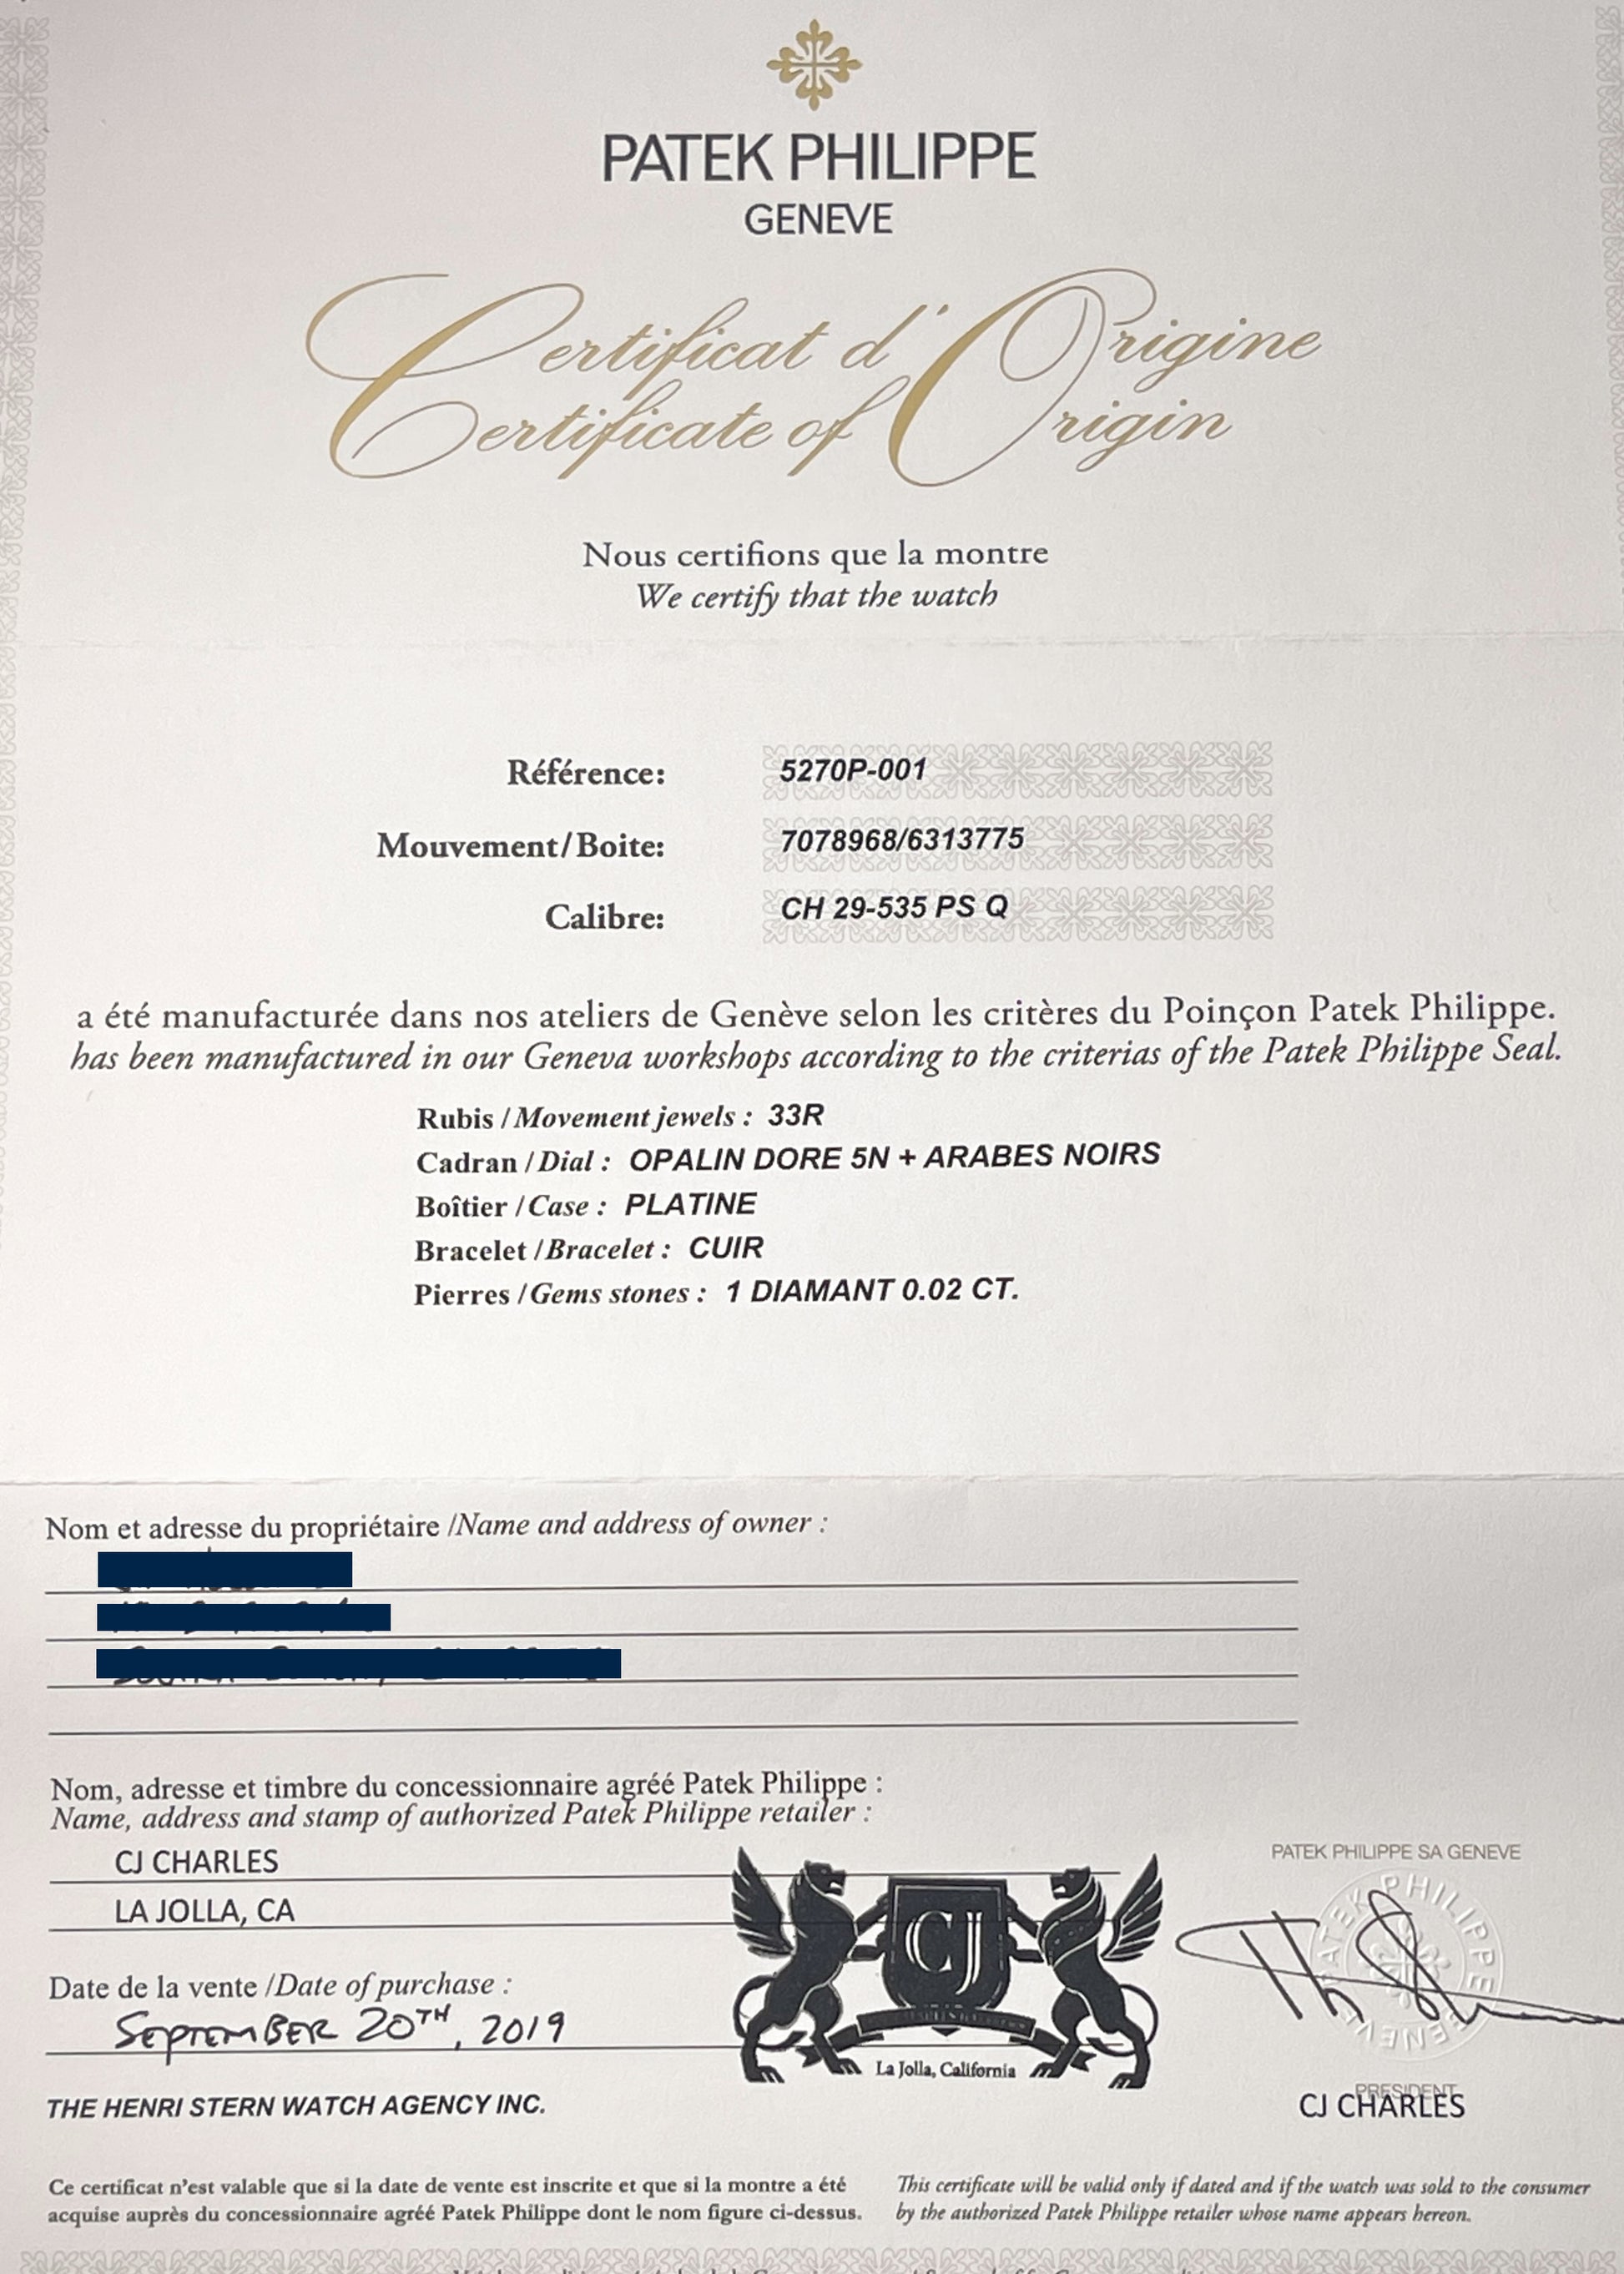 PATEK PHILIPPE
GENEVE
Certificat d'Origine
Certificate of Origin
Nous certifions que la montre
We certify that the watch
Référence: 5270P-001
Mouvement/Boite: 7078968/6313775
Calibre: CH 29-535 PS Q
a été manufacturée dans nos ateliers de Genève selon les critères du Poinçon Patek Philippe.
has been manufactured in our Geneva workshops according to the criterias of the Patek Philippe Seal.
Rubis / Movement jewels : 33R
Cadran / Dial : OPALIN DORE 5N + ARABES NOIRS
Boîtier / Case : PLATINE
Bracelet / Bracelet : CUIR
Pierres / Gems stones : 1 DIAMANT 0.02 CT.
Nom et adresse du propriétaire /Name and address of owner :
Nom, adresse et timbre du concessionnaire agréé Patek Philippe :
Name, address and stamp of authorized Patek Philippe retailer :
CJ CHARLES
LA JOLLA, CA
CJ
La Jolla, California
PATEK PHILIPPE SA GENEVE
PATEK PHILIPPE GENEVE
Date de la vente /Date of purchase :
SEPTEMBER 20TH, 2019
THE HENRI STERN WATCH AGENCY INC.
PRESIDENT
CJ CHARLES
Ce certificat n'est valable que si la date de vente est inscrite et que si la montre a été
acquise auprès du concessionnaire agréé Patek Philippe dont le nom figure ci-dessus.
This certificate will be valid only if dated and if the watch was sold to the consumer
by the authorized Patek Philippe retailer whose name appears hereon.